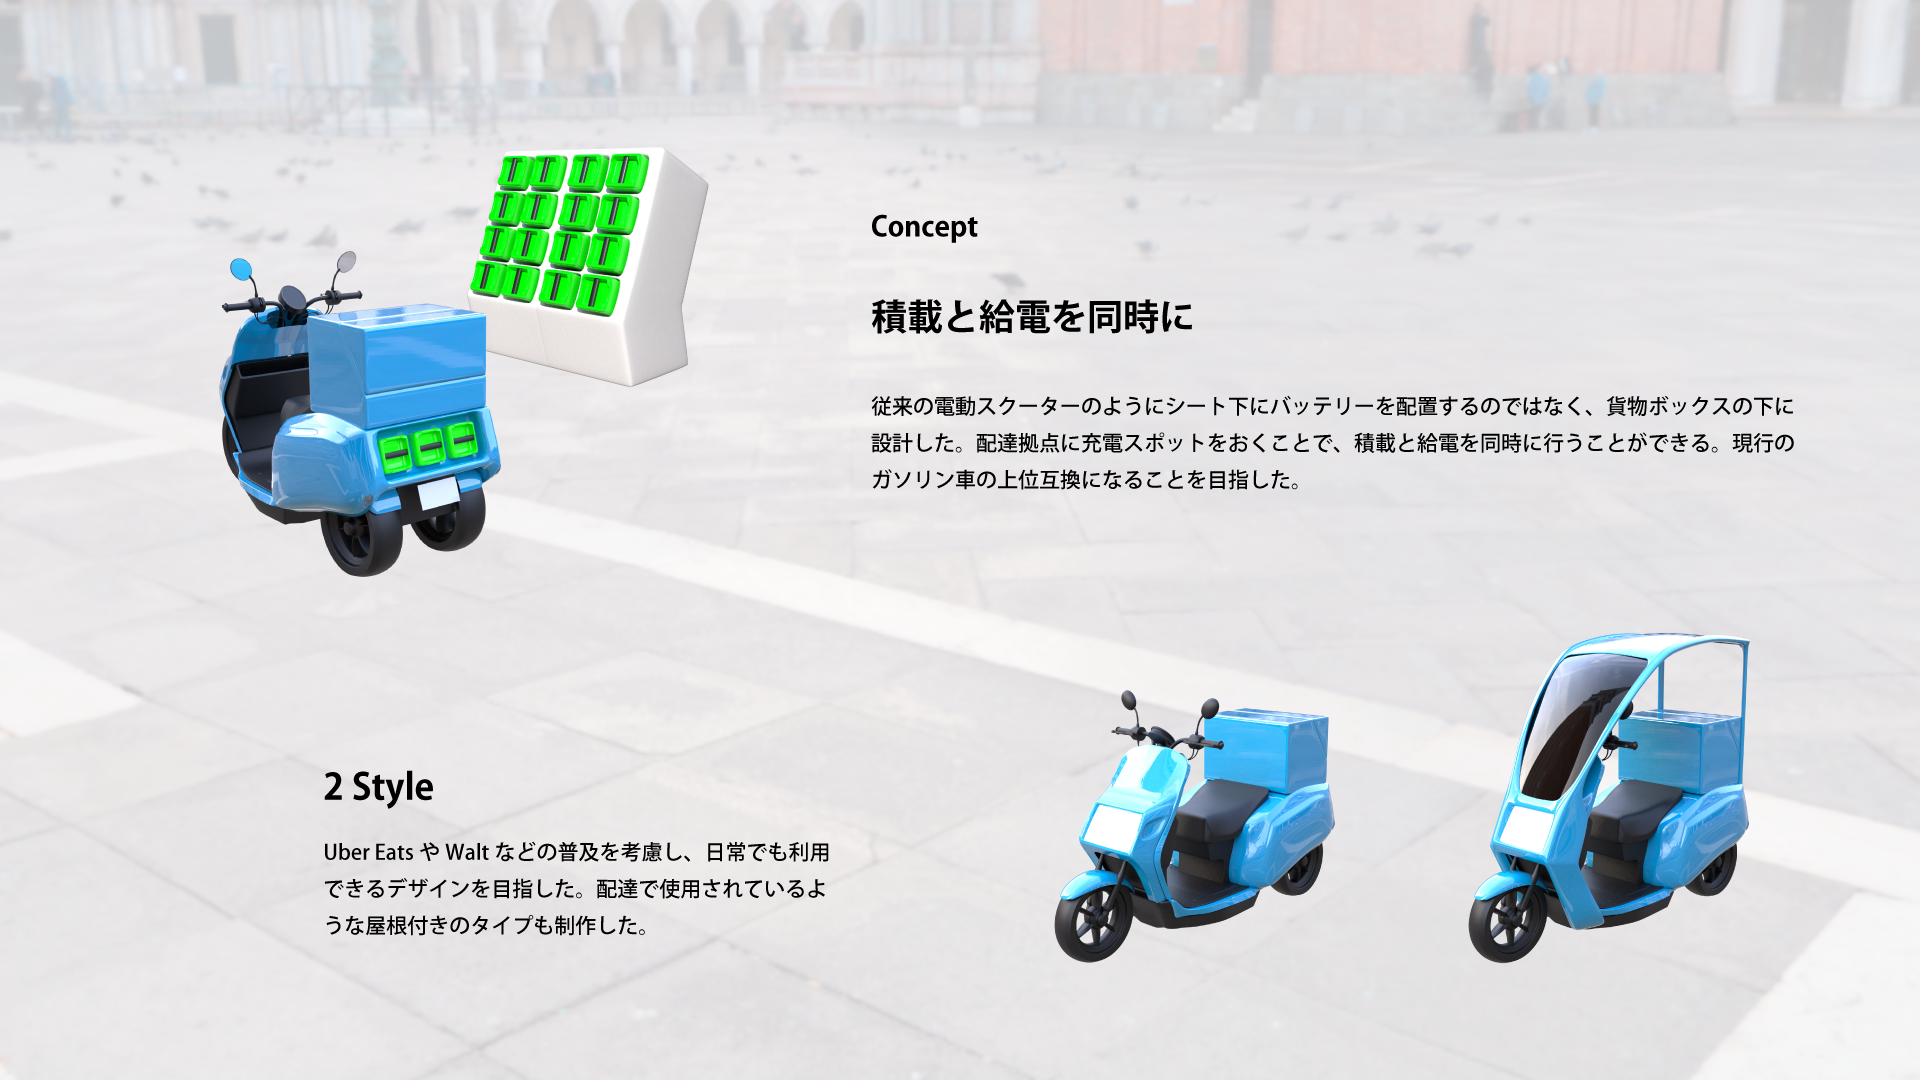 Concept
積載と給電を同時に
従来の電動スクーターのようにシート下にバッテリーを配置するのではなく、貨物ボックスの下に
設計した。配達拠点に充電スポットをおくことで、積載と給電を同時に行うことができる。現行の
ガソリン車の上位互換になることを目指した。
2 Style
Uber Eats や Walt などの普及を考慮し、日常でも利用
できるデザインを目指した。配達で使用されているよ
うな屋根付きのタイプも制作した。